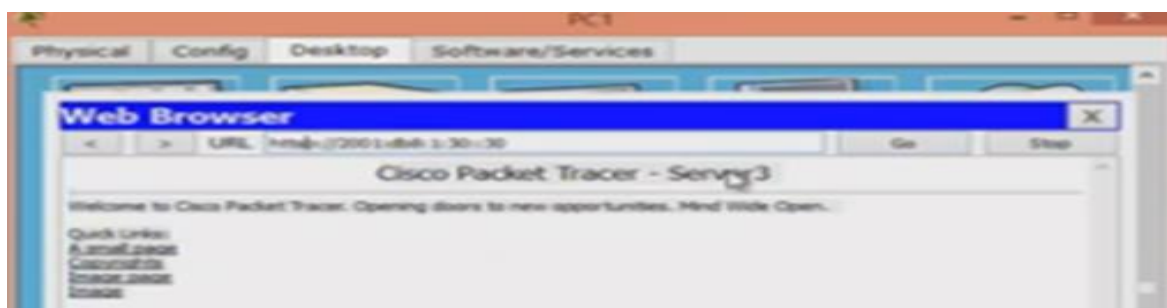 PC1
Physical Config Desktop Software/Services
Web Browser X
< > URL Go Stop
Cisco Packet Tracer - Server3
Welcome to Cisco Packet Tracer. Opening doors to new opportunities. Mind Wide Open.
Quick Links:
A small page
Copyrights
Image page
Image